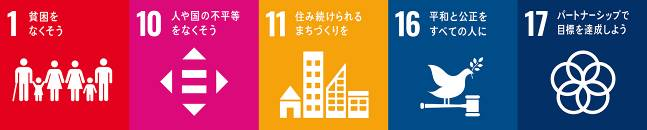 1 貧困を
なくそう
10 人や国の不平等
をなくそう
11 住み続けられる
まちづくりを
16 平和と公正を
すべての人に
17 パートナーシップで
目標を達成しよう